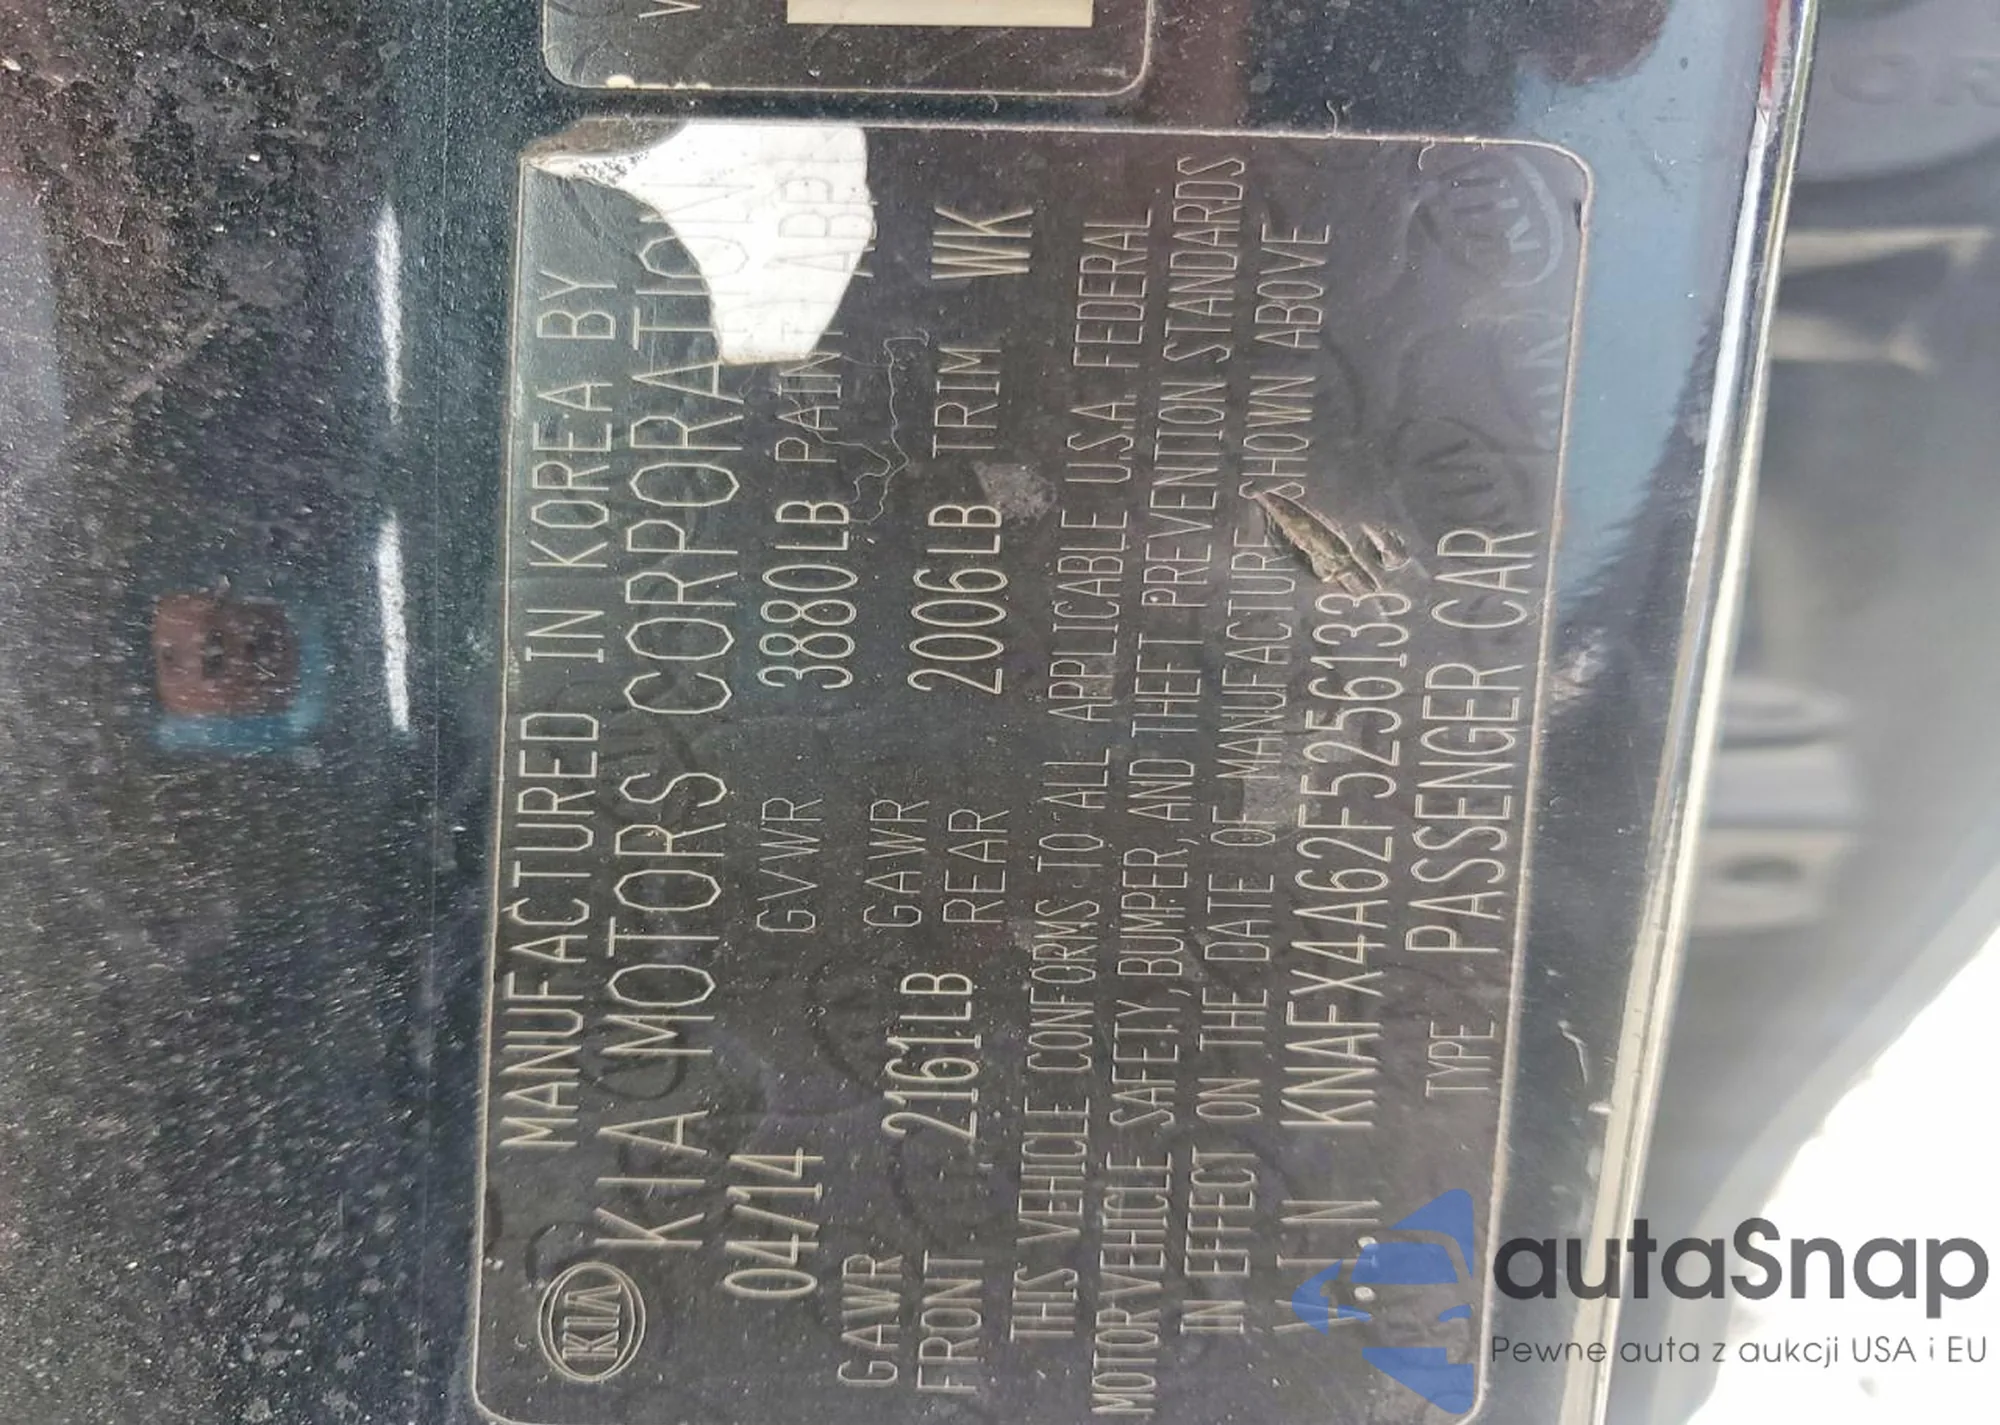 KIA
MANUFACTURED IN KOREA BY
KIA MOTORS CORPORATION
04/14 GVWR 3880LB PAINT
GAWR FRONT 2161LB GAWR REAR 2006LB TRIM WK
THIS VEHICLE CONFORMS TO ALL APPLICABLE U.S.A. FEDERAL
MOTOR VEHICLE SAFETY, BUMPER, AND THEFT PREVENTION STANDARDS
IN EFFECT ON THE DATE OF MANUFACTURE SHOWN ABOVE
V I N : KNAFX4A62F5256133
TYPE : PASSENGER CAR
autaSnap
Pewne auta z aukcji USA i EU